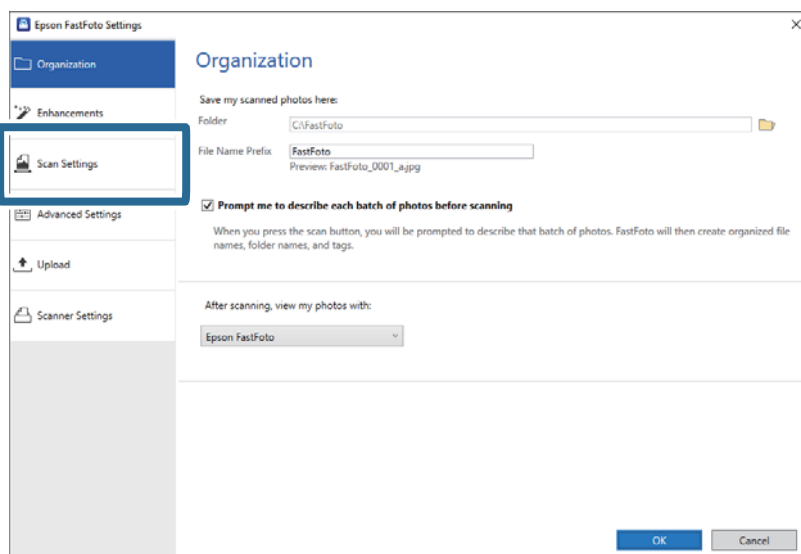 Epson FastFoto Settings
Organization
Enhancements
Scan Settings
Advanced Settings
Upload
Scanner Settings
Organization
Save my scanned photos here:
Folder
C:\FastFoto
File Name Prefix
FastFoto
Preview: FastFoto_0001_a.jpg
Prompt me to describe each batch of photos before scanning
When you press the scan button, you will be prompted to describe that batch of photos. FastFoto will then create organized file
names, folder names, and tags.
After scanning, view my photos with:
Epson FastFoto
OK
Cancel